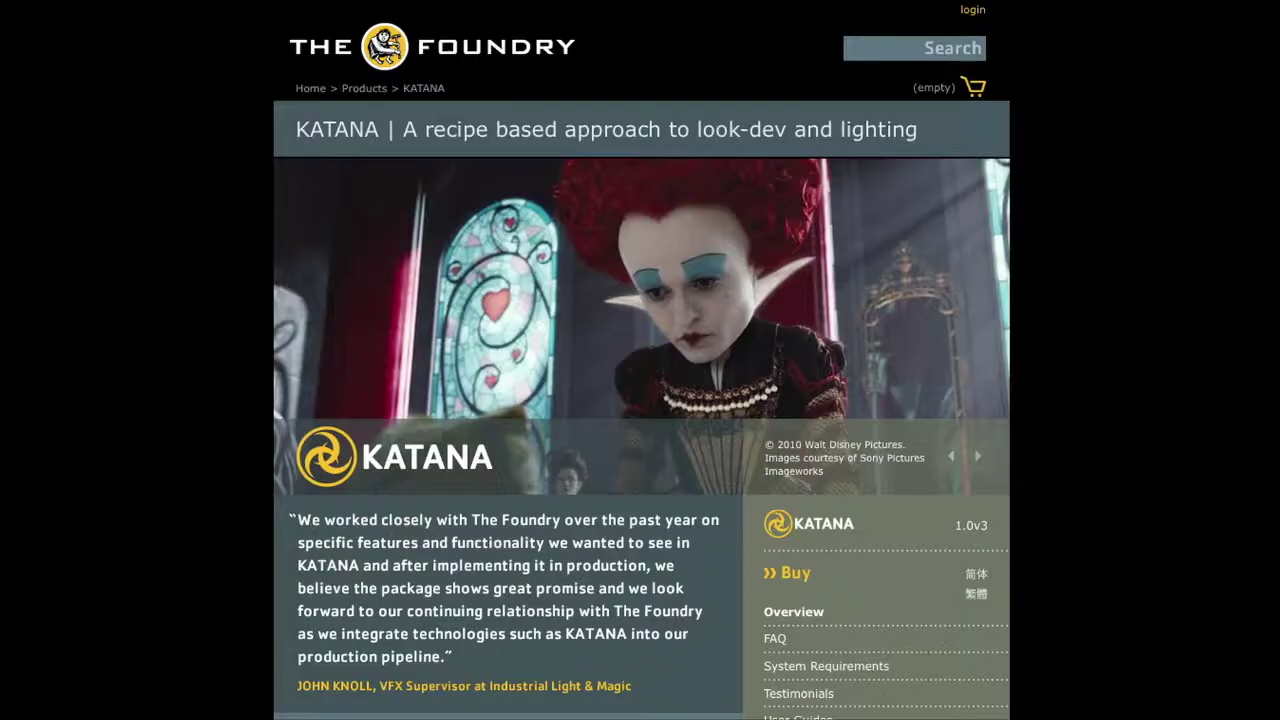 login
THE FOUNDRY
Search
Home > Products > KATANA
(empty)
KATANA | A recipe based approach to look-dev and lighting
KATANA
© 2010 Walt Disney Pictures.
Images courtesy of Sony Pictures
Imageworks
“We worked closely with The Foundry over the past year on
specific features and functionality we wanted to see in
KATANA and after implementing it in production, we
believe the package shows great promise and we look
forward to our continuing relationship with The Foundry
as we integrate technologies such as KATANA into our
production pipeline.”
JOHN KNOLL, VFX Supervisor at Industrial Light & Magic
KATANA 1.0v3
›› Buy
简体
繁體
Overview
FAQ
System Requirements
Testimonials
User Guides